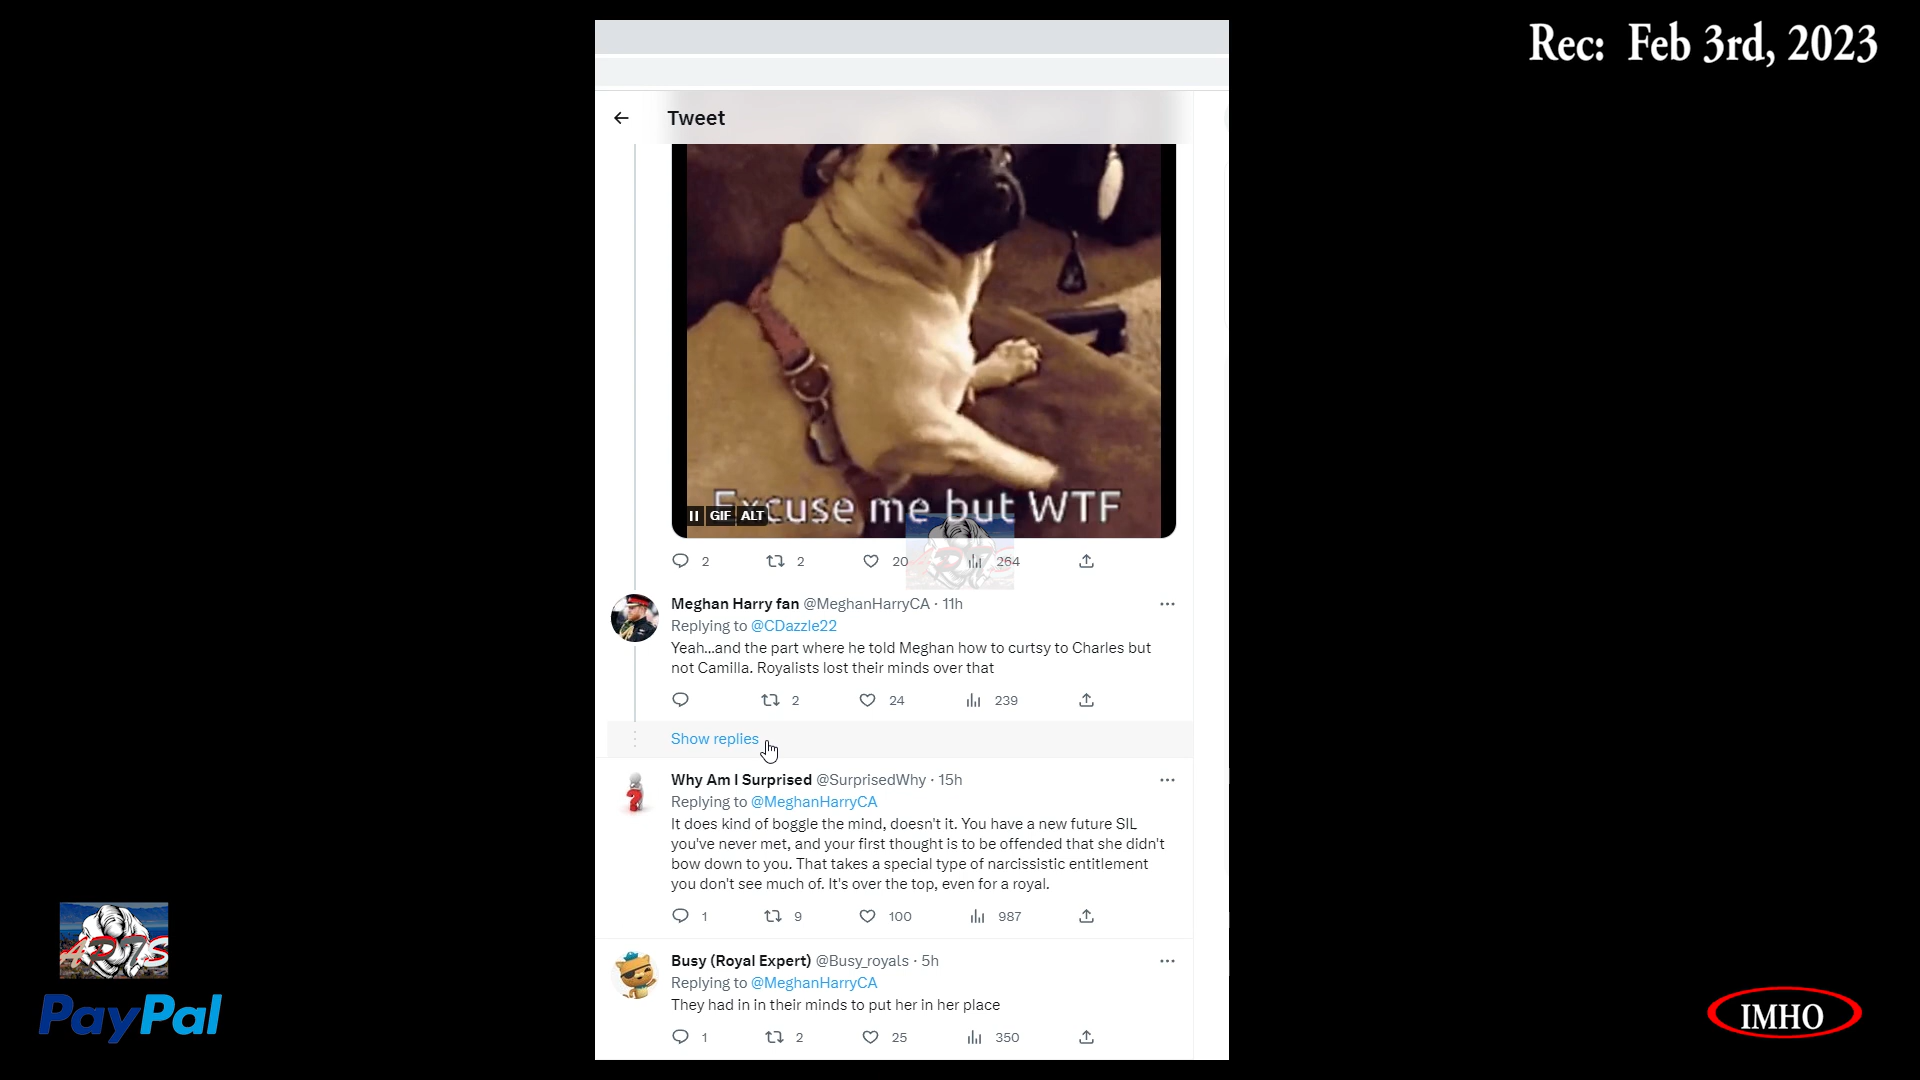 Rec: Feb 3rd, 2023
Tweet
Excuse me but WTF
GIF ALT
2 2 20 264
Meghan Harry fan @MeghanHarryCA · 11h
Replying to @CDazzle22
Yeah...and the part where he told Meghan how to curtsy to Charles but
not Camilla. Royalists lost their minds over that
2 24 239
Show replies
Why Am I Surprised @SurprisedWhy · 15h
Replying to @MeghanHarryCA
It does kind of boggle the mind, doesn't it. You have a new future SIL
you've never met, and your first thought is to be offended that she didn't
bow down to you. That takes a special type of narcissistic entitlement
you don't see much of. It's over the top, even for a royal.
1 9 100 987
Busy (Royal Expert) @Busy_royals · 5h
Replying to @MeghanHarryCA
They had in in their minds to put her in her place
1 2 25 350
PayPal
IMHO